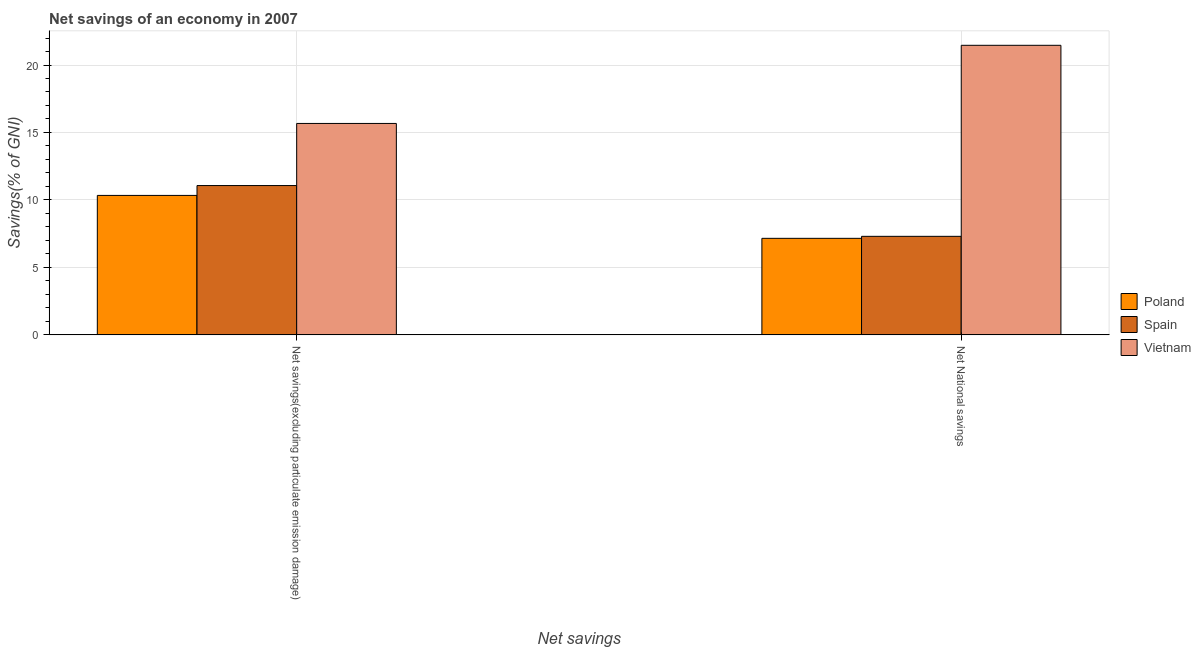 Net savings of an economy in 2007
Savings(% of GNI)
20
15
10
5
0
Net savings(excluding particulate emission damage)
Net National savings
Net savings
Poland
Spain
Vietnam